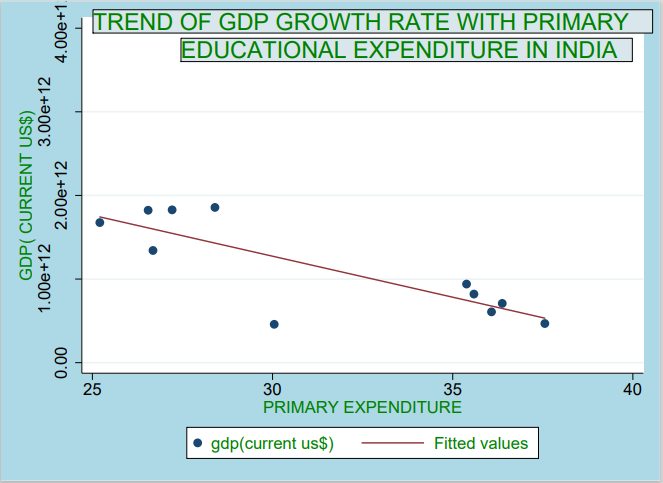 TREND OF GDP GROWTH RATE WITH PRIMARY
EDUCATIONAL EXPENDITURE IN INDIA
GDP( CURRENT US$)
3.00e+12
2.00e+12
1.00e+12
0.00
25
30
35
40
PRIMARY EXPENDITURE
gdp(current us$)
Fitted values